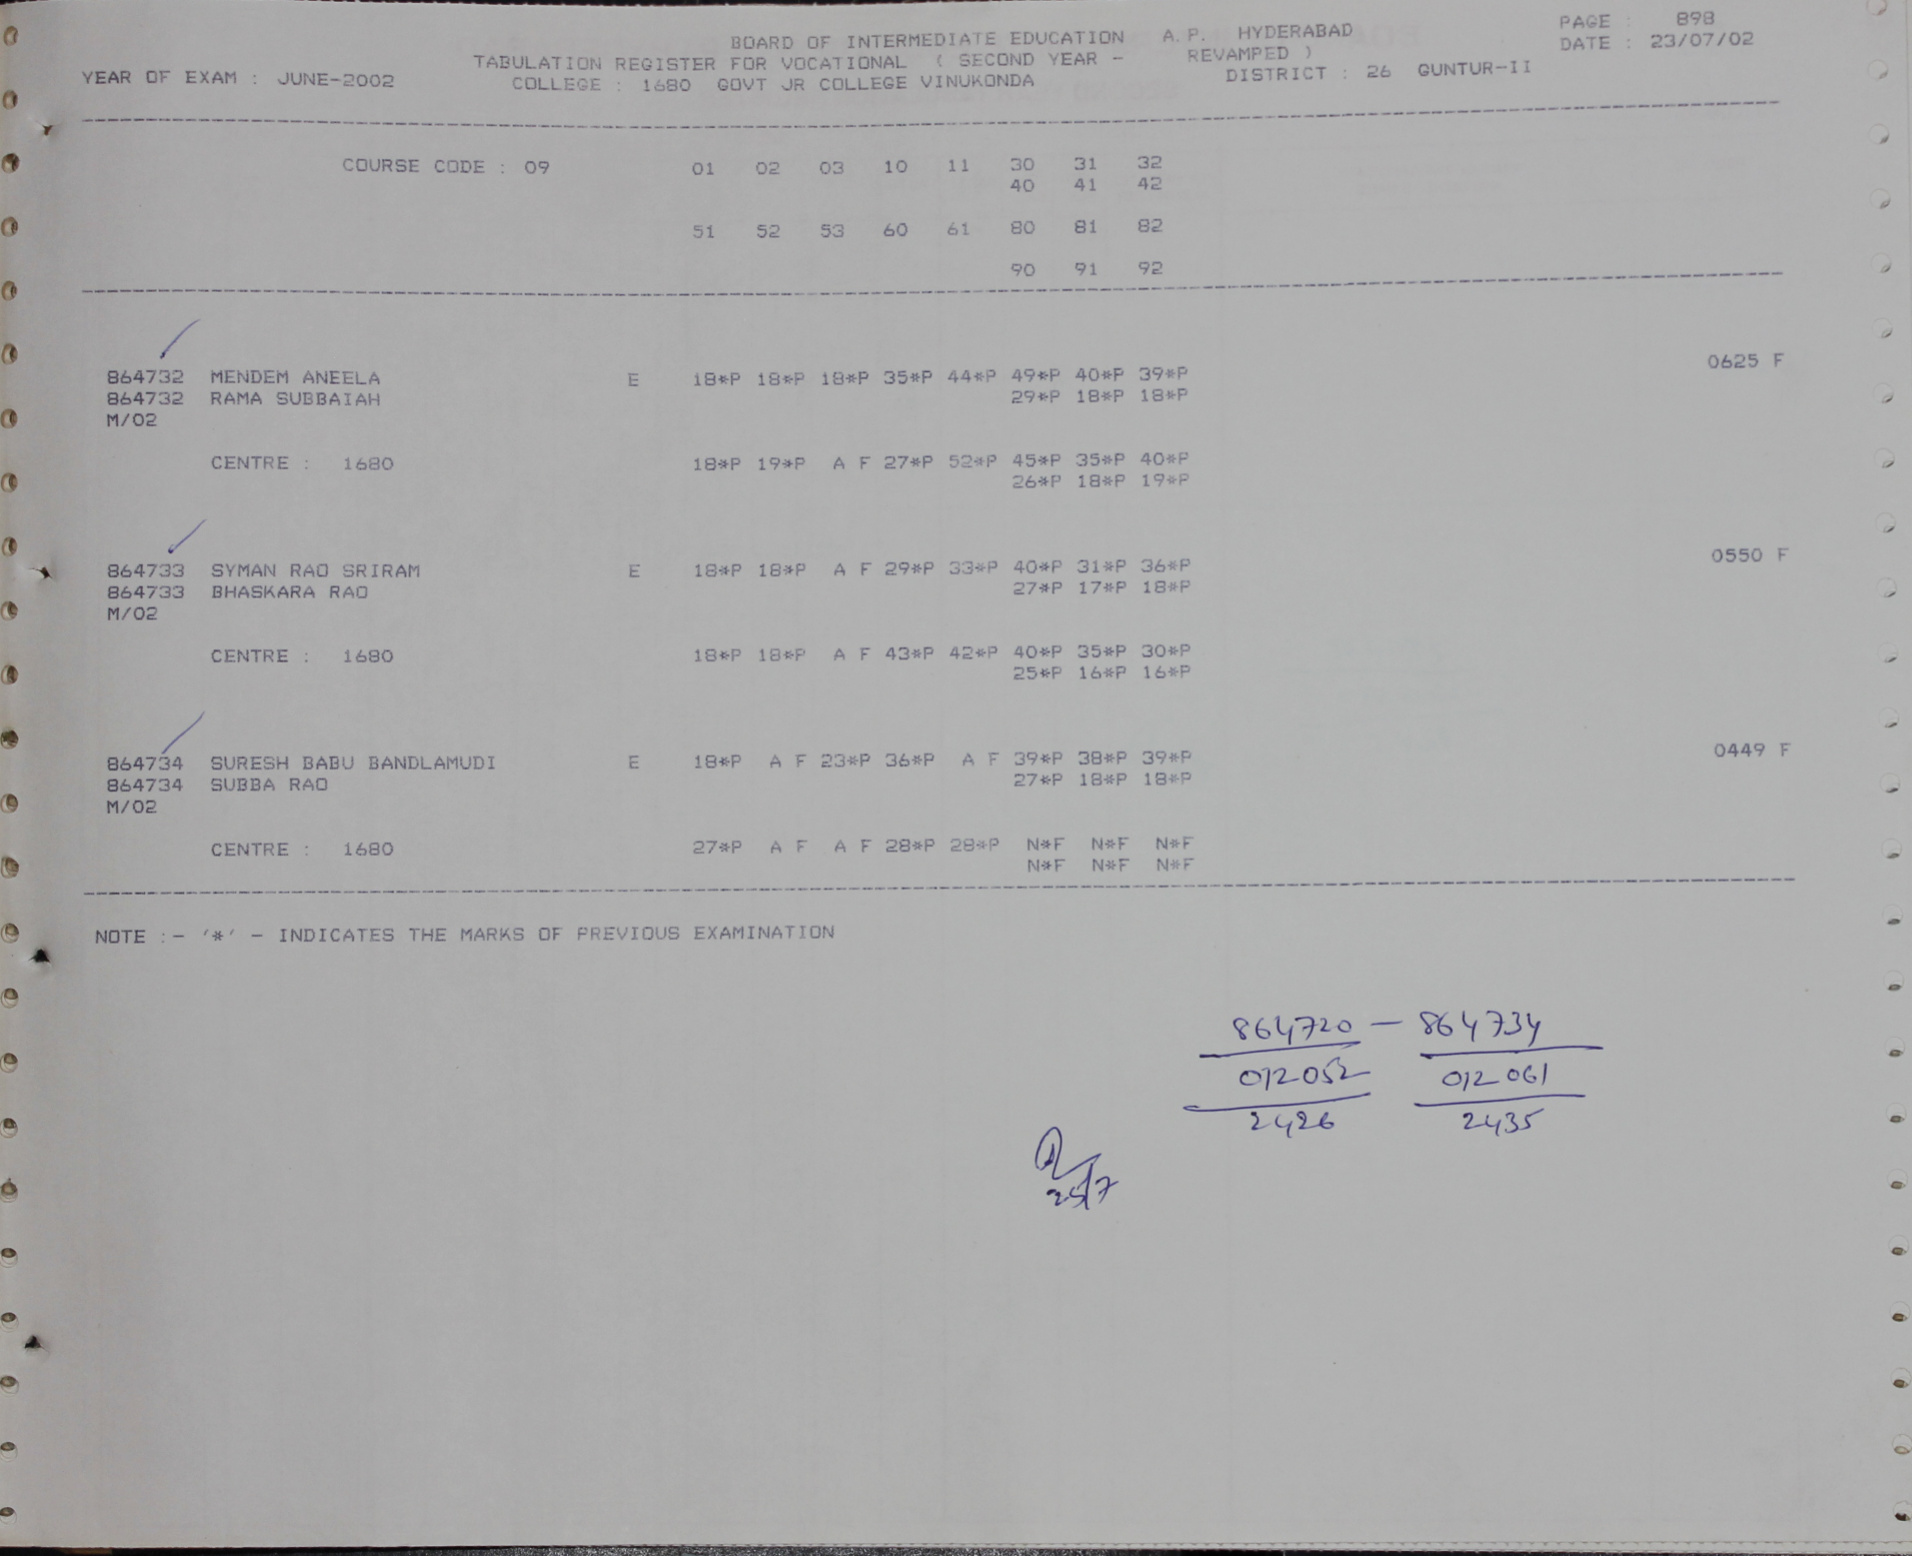 PAGE : 898
BOARD OF INTERMEDIATE EDUCATION A.P. HYDERABAD
DATE : 23/07/02
TABULATION REGISTER FOR VOCATIONAL ( SECOND YEAR - REVAMPED )
YEAR OF EXAM : JUNE-2002 COLLEGE : 1680 GOVT JR COLLEGE VINUKONDA DISTRICT : 26 GUNTUR-II
COURSE CODE : 09 01 02 03 10 11 30 31 32
40 41 42
51 52 53 60 61 80 81 82
90 91 92
864732 MENDEM ANEELA E 18*P 18*P 18*P 35*P 44*P 49*P 40*P 39*P 0625 F
864732 RAMA SUBBAIAH 29*P 18*P 18*P
M/02
CENTRE : 1680 18*P 19*P A F 27*P 52*P 45*P 35*P 40*P
26*P 18*P 19*P
864733 SYMAN RAO SRIRAM E 18*P 18*P A F 29*P 33*P 40*P 31*P 36*P 0550 F
864733 BHASKARA RAO 27*P 17*P 18*P
M/02
CENTRE : 1680 18*P 18*P A F 43*P 42*P 40*P 35*P 30*P
25*P 16*P 16*P
864734 SURESH BABU BANDLAMUDI E 18*P A F 23*P 36*P A F 39*P 38*P 39*P 0449 F
864734 SUBBA RAO 27*P 18*P 18*P
M/02
CENTRE : 1680 27*P A F A F 28*P 28*P N*F N*F N*F
N*F N*F N*F
NOTE :- '*' - INDICATES THE MARKS OF PREVIOUS EXAMINATION
864720 — 864734
012052 012061
2426 2435
25/7